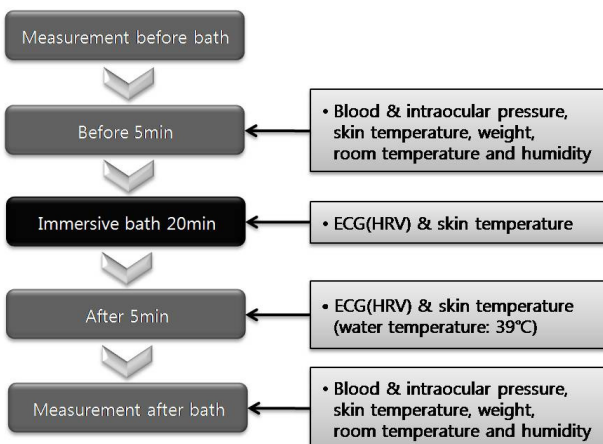 Measurement before bath
Before 5min
• Blood & intraocular pressure,
skin temperature, weight,
room temperature and humidity
Immersive bath 20min
• ECG(HRV) & skin temperature
After 5min
• ECG(HRV) & skin temperature
(water temperature: 39℃)
Measurement after bath
• Blood & intraocular pressure,
skin temperature, weight,
room temperature and humidity